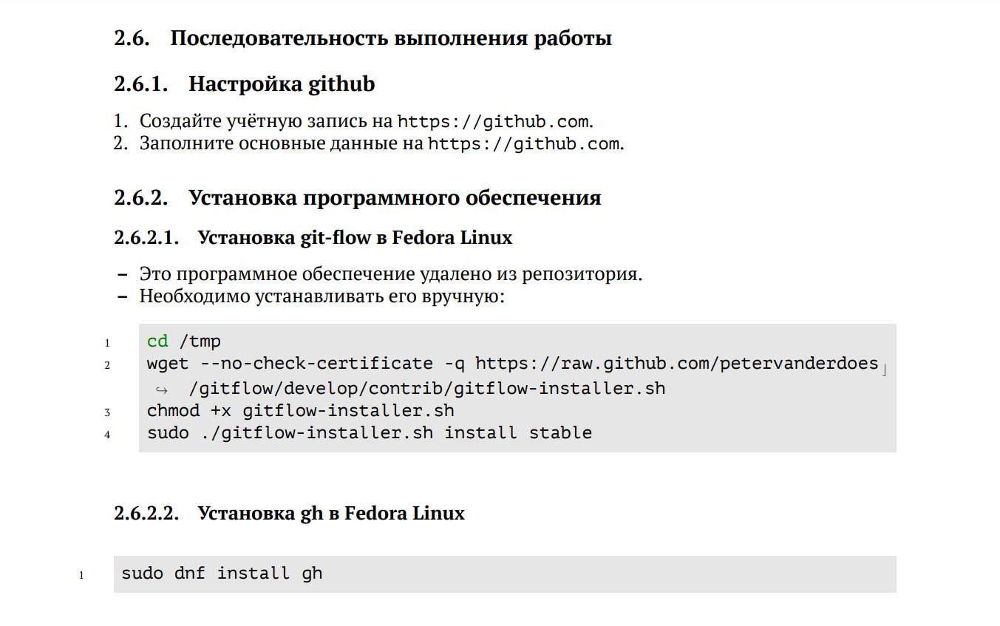 2.6. Последовательность выполнения работы
2.6.1. Настройка github
1. Создайте учётную запись на https://github.com.
2. Заполните основные данные на https://github.com.
2.6.2. Установка программного обеспечения
2.6.2.1. Установка git-flow в Fedora Linux
– Это программное обеспечение удалено из репозитория.
– Необходимо устанавливать его вручную:
1 cd /tmp
2 wget --no-check-certificate -q https://raw.github.com/petervanderdoes⌋
↪ /gitflow/develop/contrib/gitflow-installer.sh
3 chmod +x gitflow-installer.sh
4 sudo ./gitflow-installer.sh install stable
2.6.2.2. Установка gh в Fedora Linux
1 sudo dnf install gh